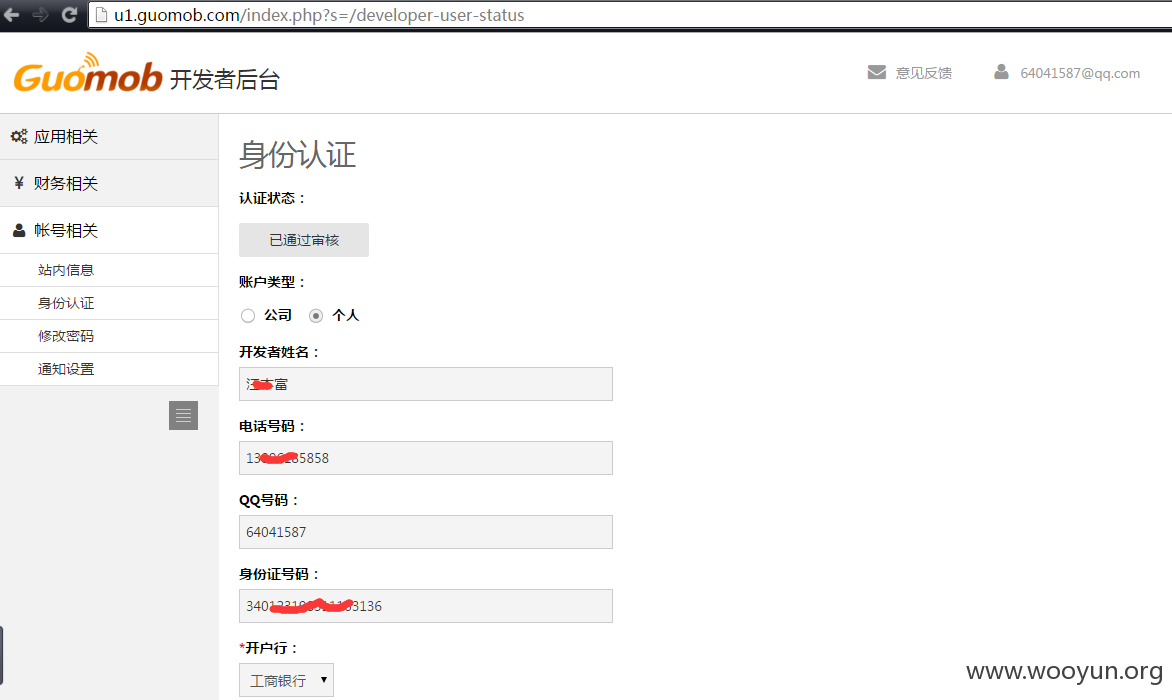 u1.guomob.com/index.php?s=/developer-user-status
Guomob 开发者后台
意见反馈
64041587@qq.com
应用相关
¥ 财务相关
帐号相关
站内信息
身份认证
修改密码
通知设置
身份认证
认证状态：
已通过审核
账户类型：
公司 个人
开发者姓名：
富
电话号码：
13 5858
QQ号码：
64041587
身份证号码：
340 3136
*开户行：
工商银行
www.wooyun.org